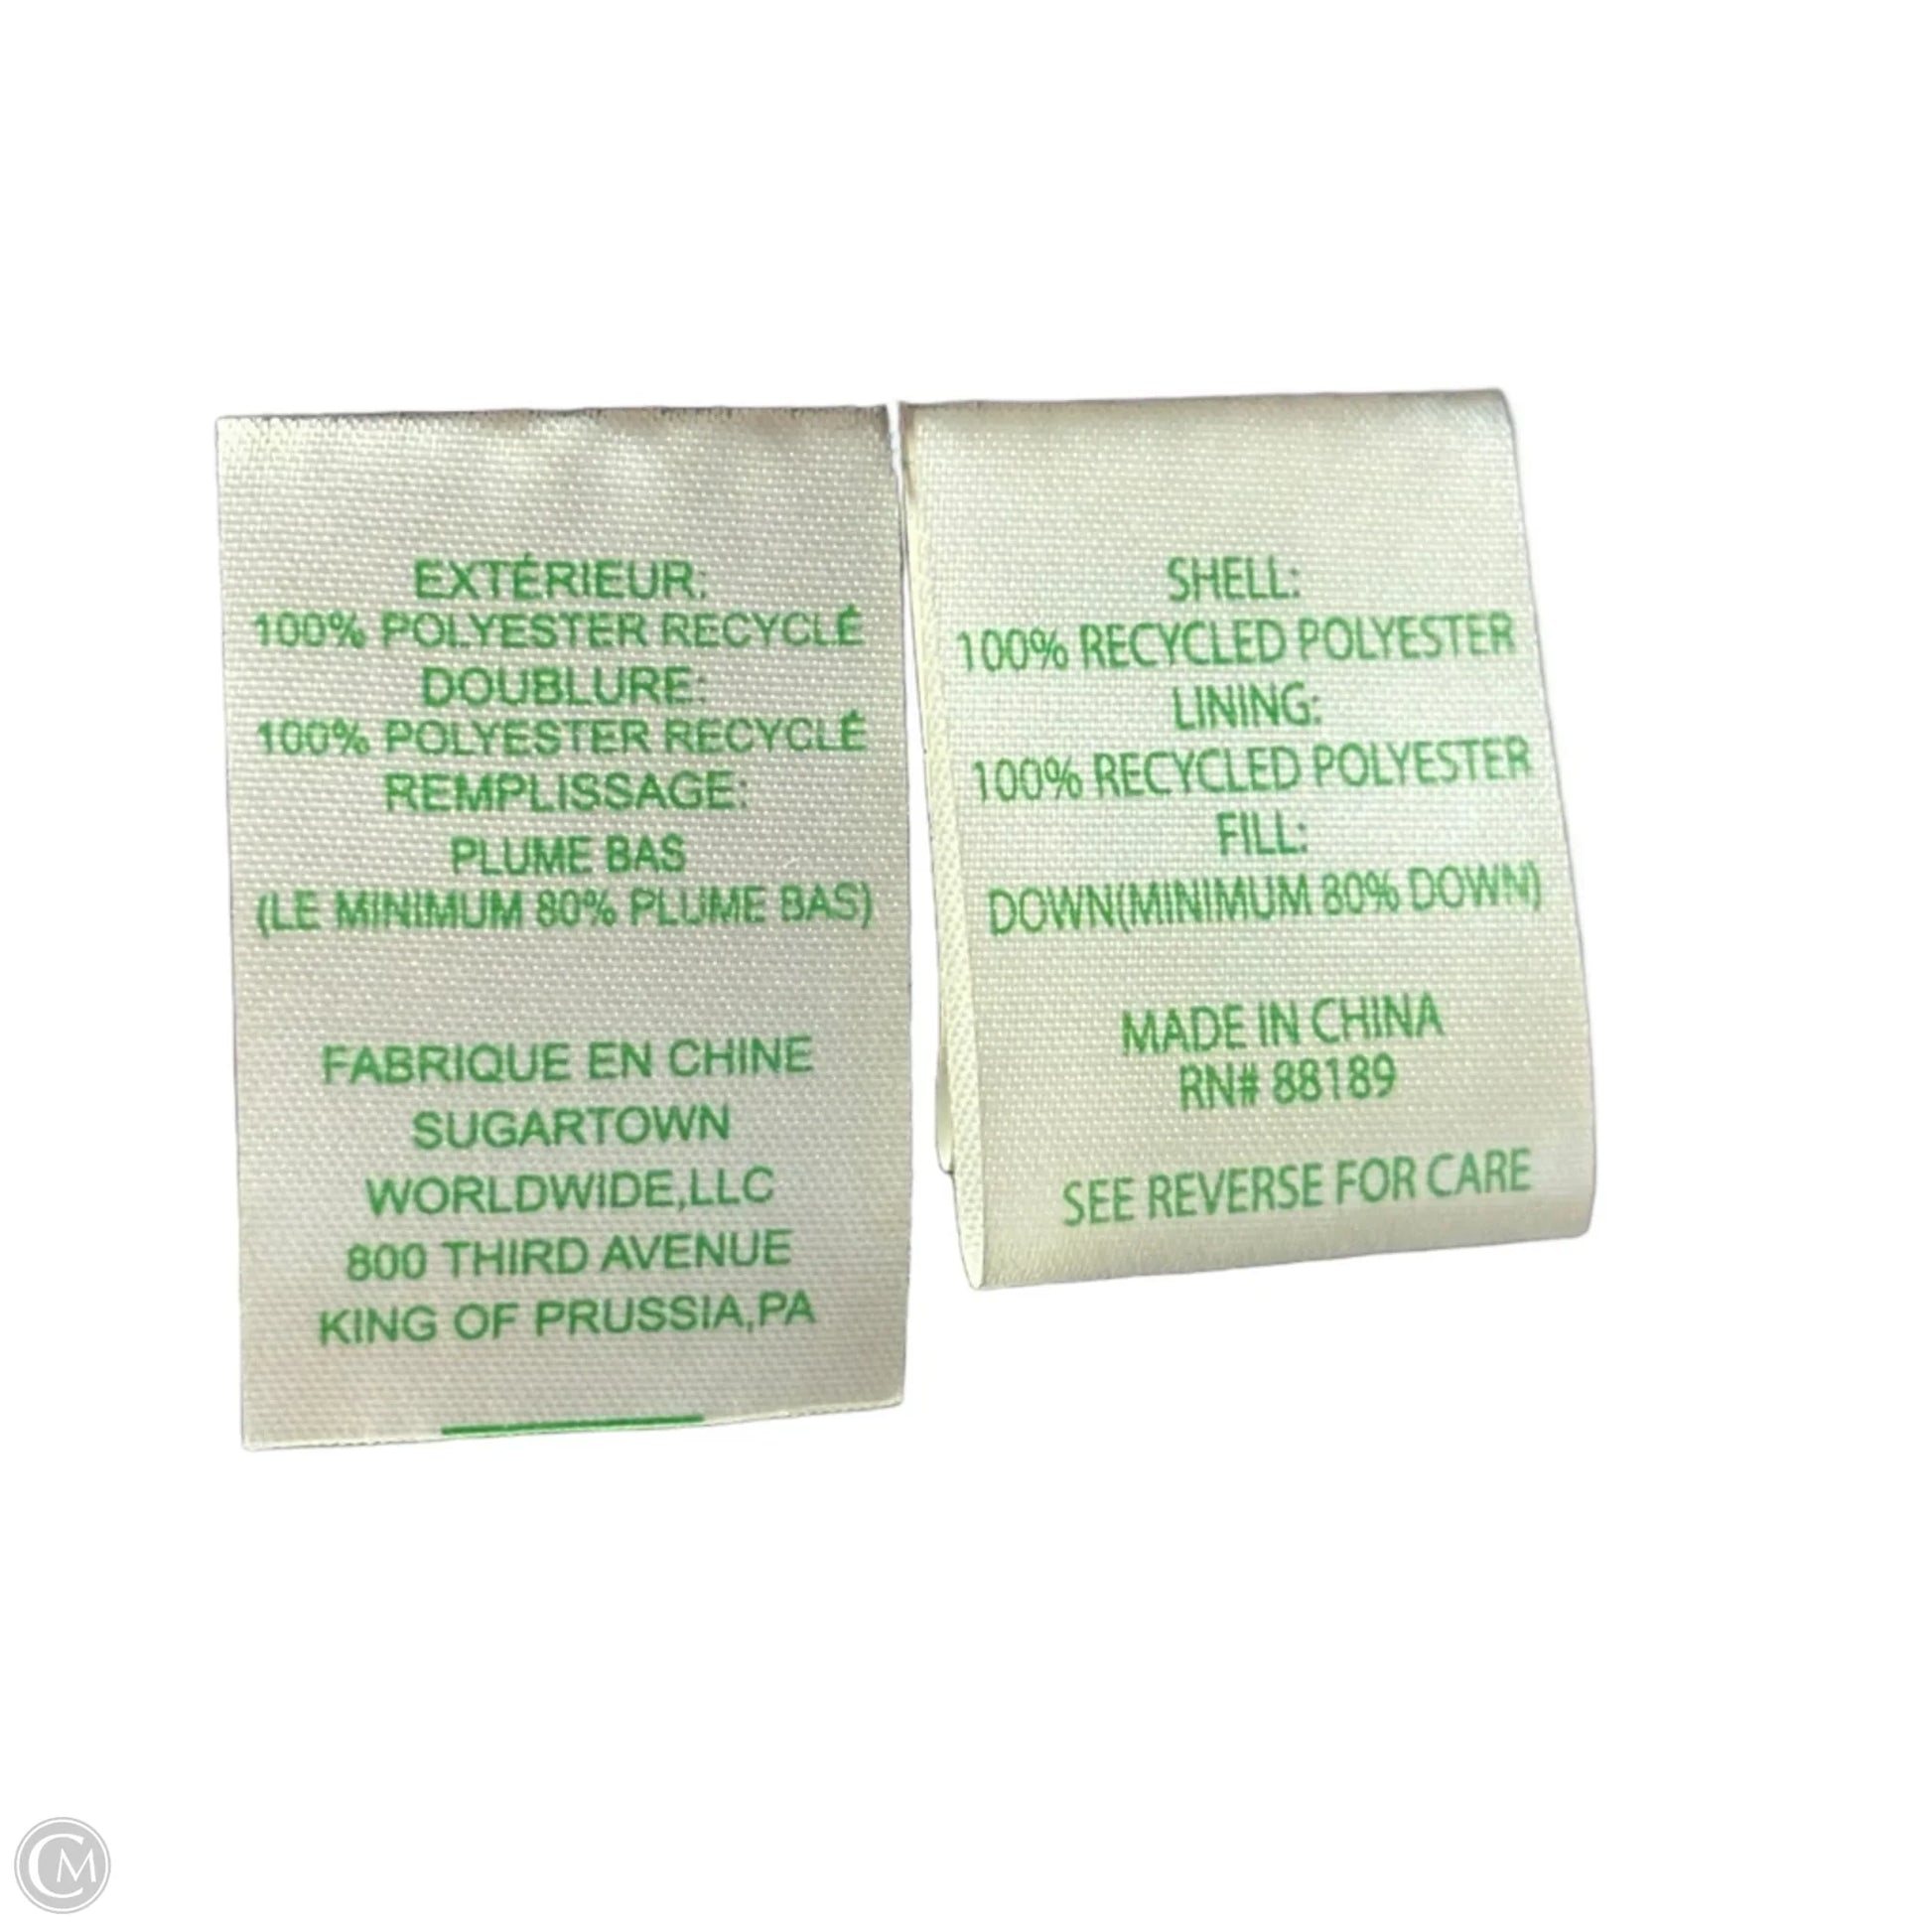 EXTÉRIEUR:
100% POLYESTER RECYCLÉ
DOUBLURE:
100% POLYESTER RECYCLÉ
REMPLISSAGE:
PLUME BAS
(LE MINIMUM 80% PLUME BAS)
FABRIQUE EN CHINE
SUGARTOWN
WORLDWIDE,LLC
800 THIRD AVENUE
KING OF PRUSSIA,PA
SHELL:
100% RECYCLED POLYESTER
LINING:
100% RECYCLED POLYESTER
FILL:
DOWN(MINIMUM 80% DOWN)
MADE IN CHINA
RN# 88189
SEE REVERSE FOR CARE
CM